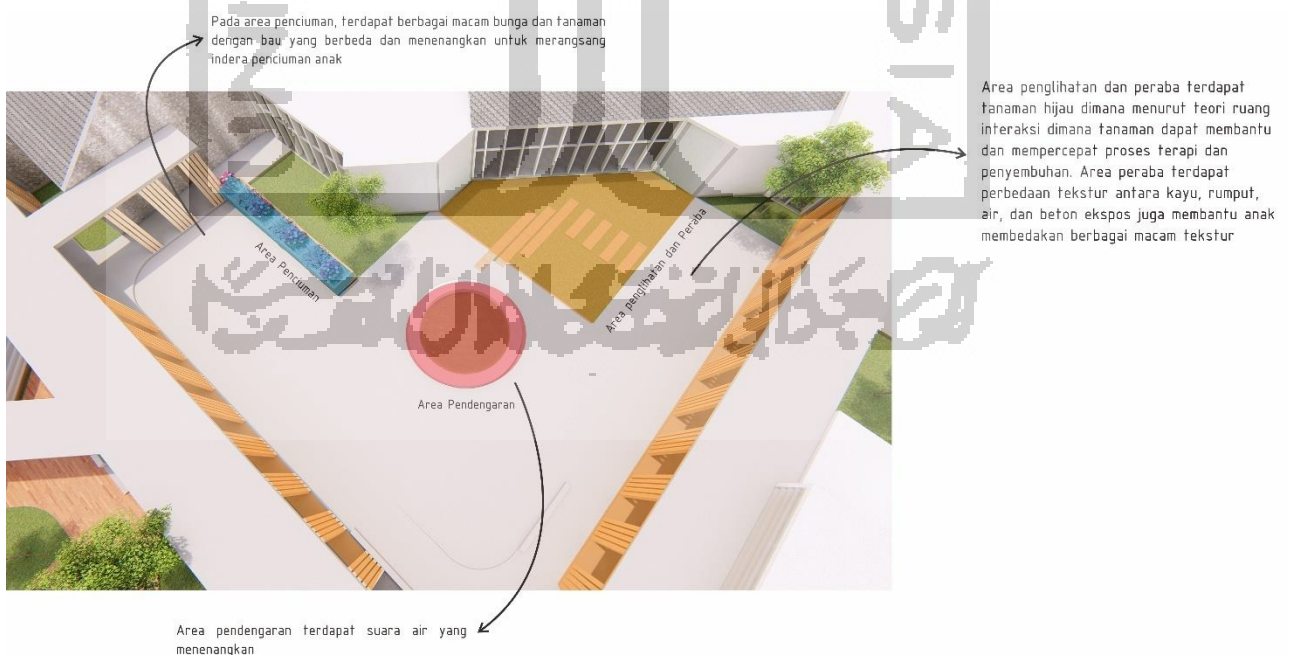 Pada area penciuman, terdapat berbagai macam bunga dan tanaman
dengan bau yang berbeda dan menenangkan untuk merangsang
indera penciuman anak
Area penglihatan dan peraba terdapat
tanaman hijau dimana menurut teori ruang
interaksi dimana tanaman dapat membantu
dan mempercepat proses terapi dan
penyembuhan. Area peraba terdapat
perbedaan tekstur antara kayu, rumput,
air, dan beton ekspos juga membantu anak
membedakan berbagai macam tekstur
Area Penciuman
Area penglihatan dan Peraba
Area Pendengaran
Area pendengaran terdapat suara air yang
menenangkan